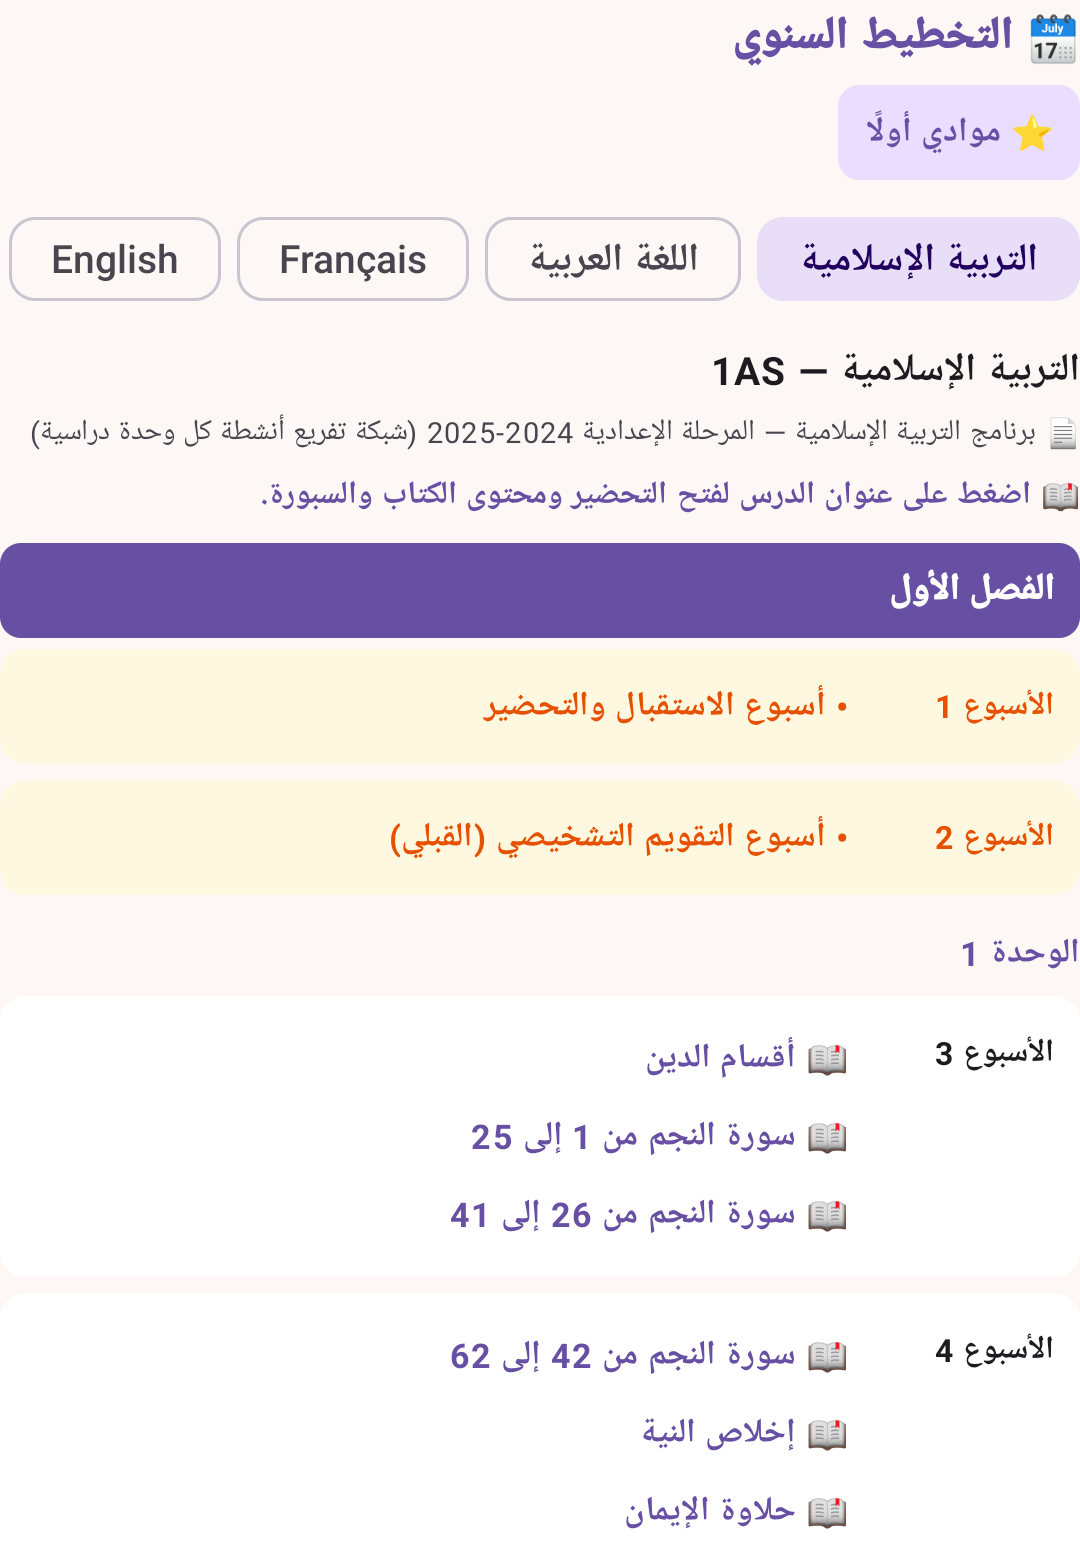 التخطيط السنوي
موادي أولًا
التربية الإسلامية
اللغة العربية
Français
English
التربية الإسلامية — 1AS
برنامج التربية الإسلامية — المرحلة الإعدادية 2024-2025 (شبكة تفريع أنشطة كل وحدة دراسية)
اضغط على عنوان الدرس لفتح التحضير ومحتوى الكتاب والسبورة.
الفصل الأول
الأسبوع 1 • أسبوع الاستقبال والتحضير
الأسبوع 2 • أسبوع التقويم التشخيصي (القبلي)
الوحدة 1
الأسبوع 3 أقسام الدين
سورة النجم من 1 إلى 25
سورة النجم من 26 إلى 41
الأسبوع 4 سورة النجم من 42 إلى 62
إخلاص النية
حلاوة الإيمان